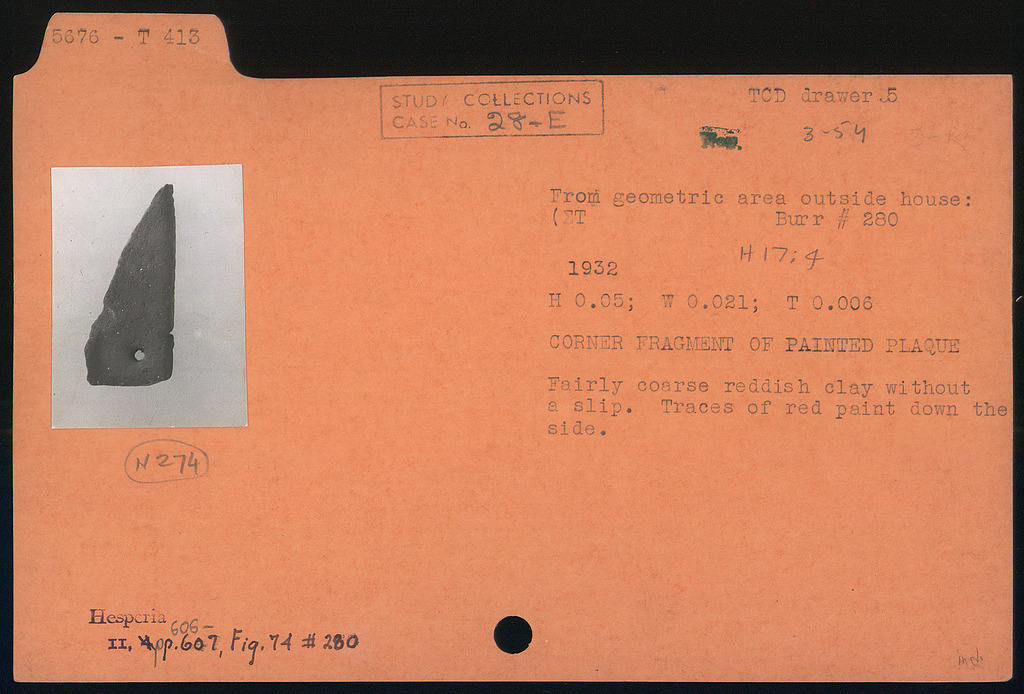 5676 - T 413
STUDY COLLECTIONS
CASE No. 28-E
TCD drawer 5
Neg. 3-54
From geometric area outside house:
(ΣT Burr # 280
H 17:4
1932
H 0.05; W 0.021; T 0.006
CORNER FRAGMENT OF PAINTED PLAQUE
Fairly coarse reddish clay without
a slip. Traces of red paint down the
side.
N 274
Hesperia
II, pp. 606-607, Fig. 74 # 280